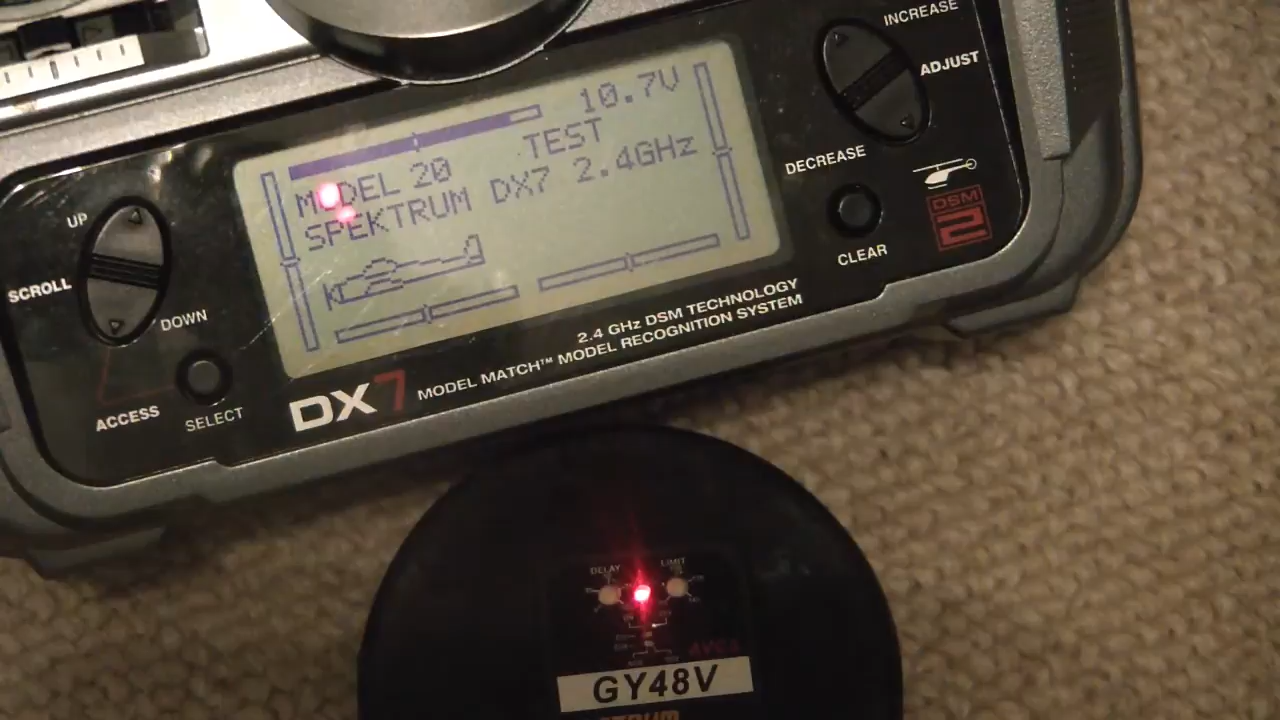 INCREASE
ADJUST
DECREASE
CLEAR
DSM
2
UP
SCROLL
DOWN
ACCESS
SELECT
10.7V
MODEL 20 TEST
SPEKTRUM DX7 2.4GHz
2.4 GHz DSM TECHNOLOGY
DX7 MODEL MATCH™ MODEL RECOGNITION SYSTEM
DELAY
LIMIT
GY48V